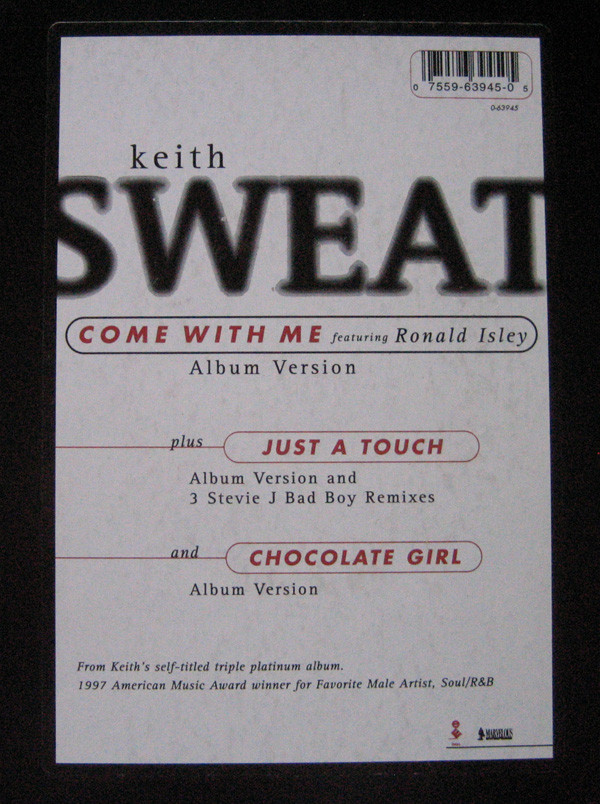 0 7559-63945-0 5
0-63945
keith
SWEAT
COME WITH ME featuring Ronald Isley
Album Version
plus JUST A TOUCH
Album Version and
3 Stevie J Bad Boy Remixes
and CHOCOLATE GIRL
Album Version
From Keith's self-titled triple platinum album.
1997 American Music Award winner for Favorite Male Artist, Soul/R&B
MARVELOUS